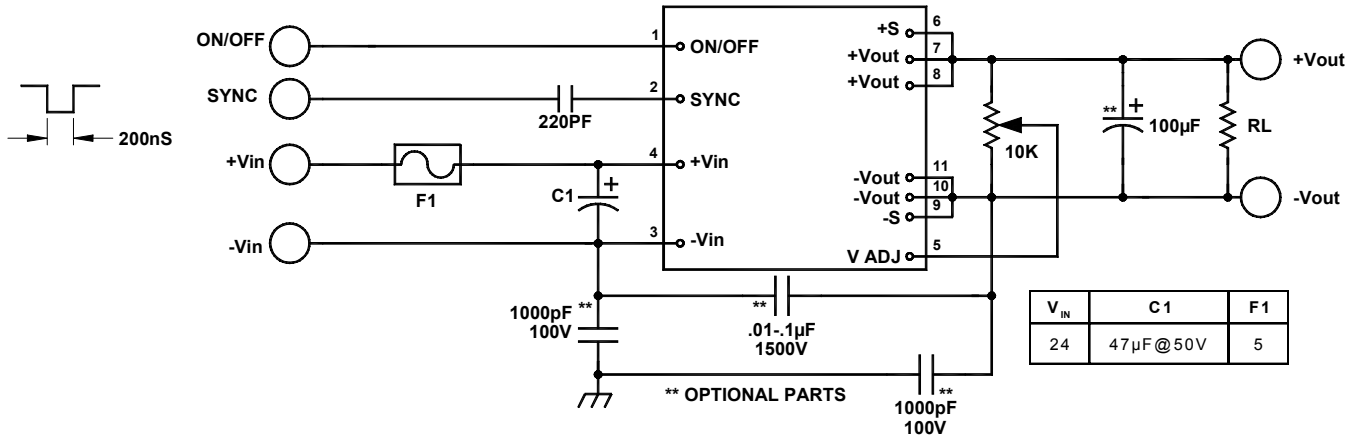 ON/OFF
SYNC
200nS
+Vin
-Vin
F1
220PF
C1
+
1
2
4
3
ON/OFF
SYNC
+Vin
-Vin
+S
+Vout
+Vout
-Vout
-Vout
-S
V ADJ
6
7
8
11
10
9
5
10K
** +
100µF
RL
+Vout
-Vout
1000pF **
100V
**
.01-.1µF
1500V
** OPTIONAL PARTS
**
1000pF
100V
VIN C1 F1
24 47µF@50V 5